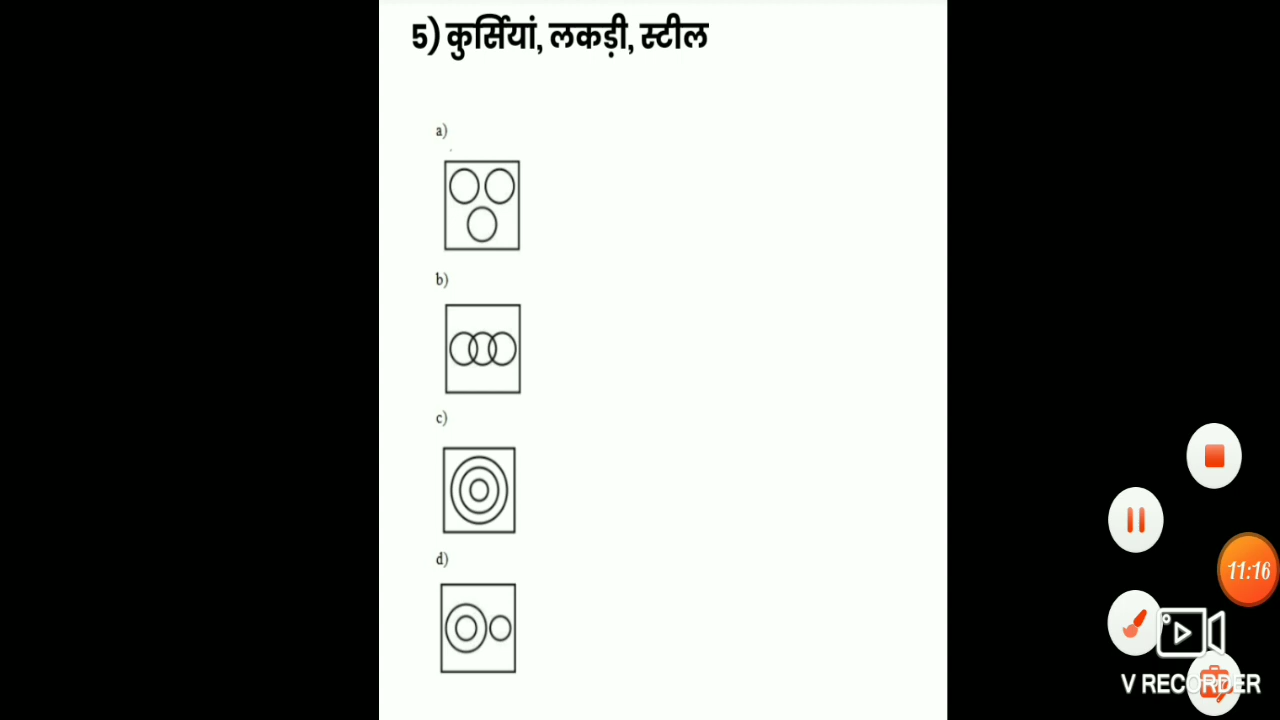 5) कुर्सियां, लकड़ी, स्टील
a)
b)
c)
d)
11:16
V RECORDER